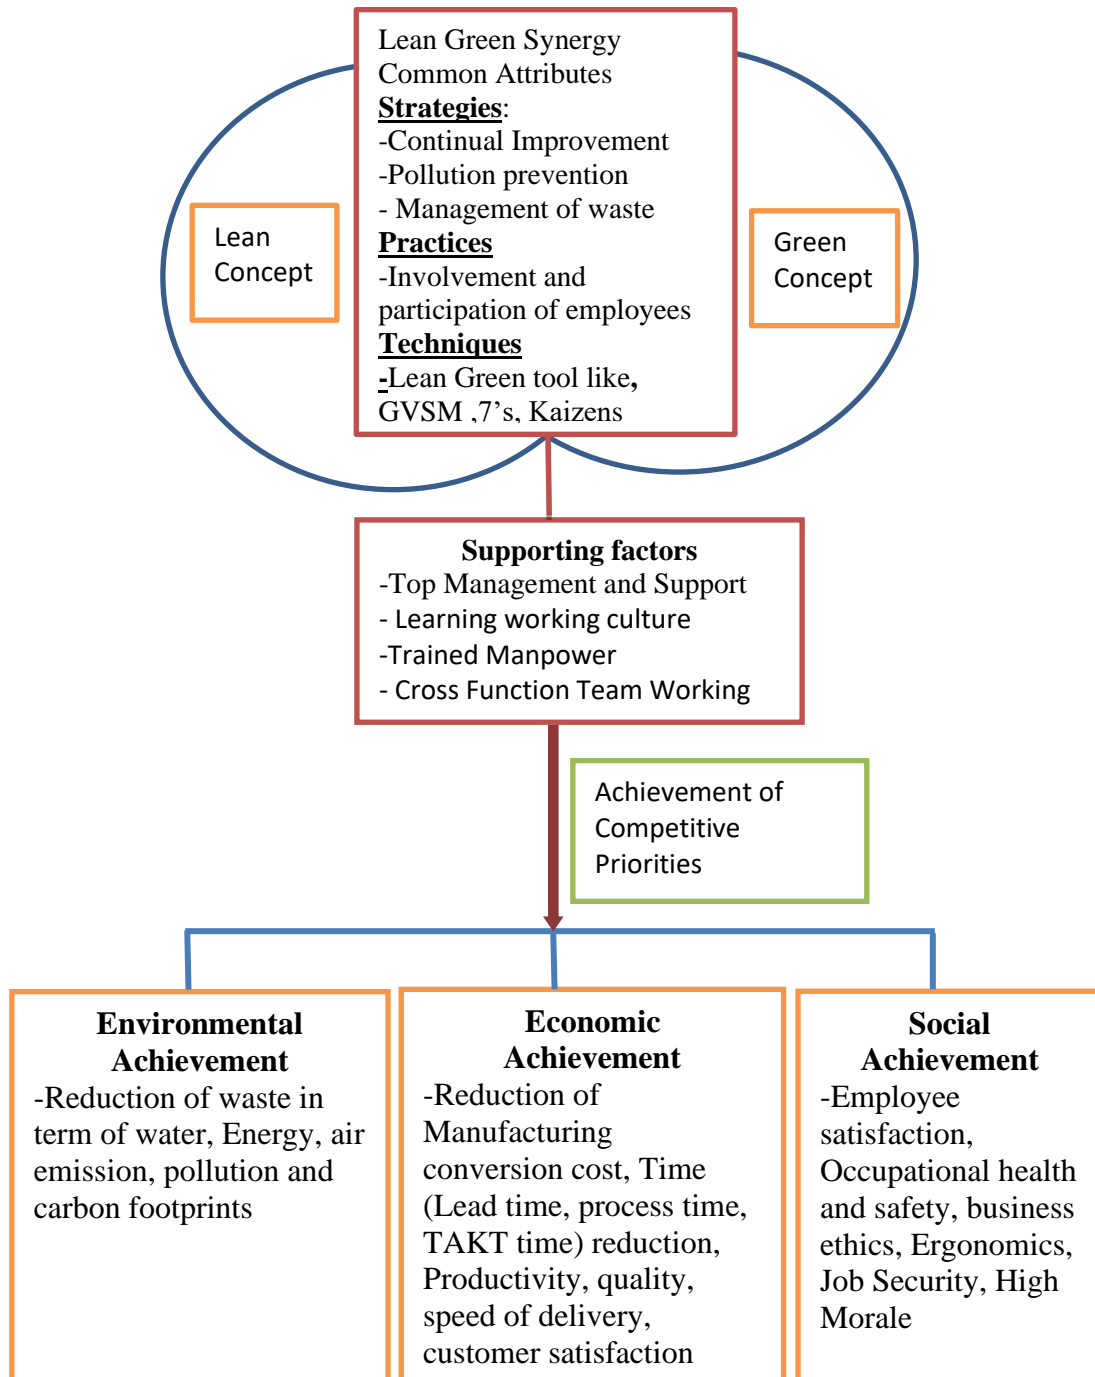 Lean Green Synergy
Common Attributes
Strategies:
-Continual Improvement
-Pollution prevention
- Management of waste
Practices
-Involvement and
participation of employees
Techniques
-Lean Green tool like,
GVSM ,7’s, Kaizens
Lean
Concept
Green
Concept
Supporting factors
-Top Management and Support
- Learning working culture
-Trained Manpower
- Cross Function Team Working
Achievement of
Competitive
Priorities
Environmental
Achievement
-Reduction of waste in
term of water, Energy, air
emission, pollution and
carbon footprints
Economic
Achievement
-Reduction of
Manufacturing
conversion cost, Time
(Lead time, process time,
TAKT time) reduction,
Productivity, quality,
speed of delivery,
customer satisfaction
Social
Achievement
-Employee
satisfaction,
Occupational health
and safety, business
ethics, Ergonomics,
Job Security, High
Morale